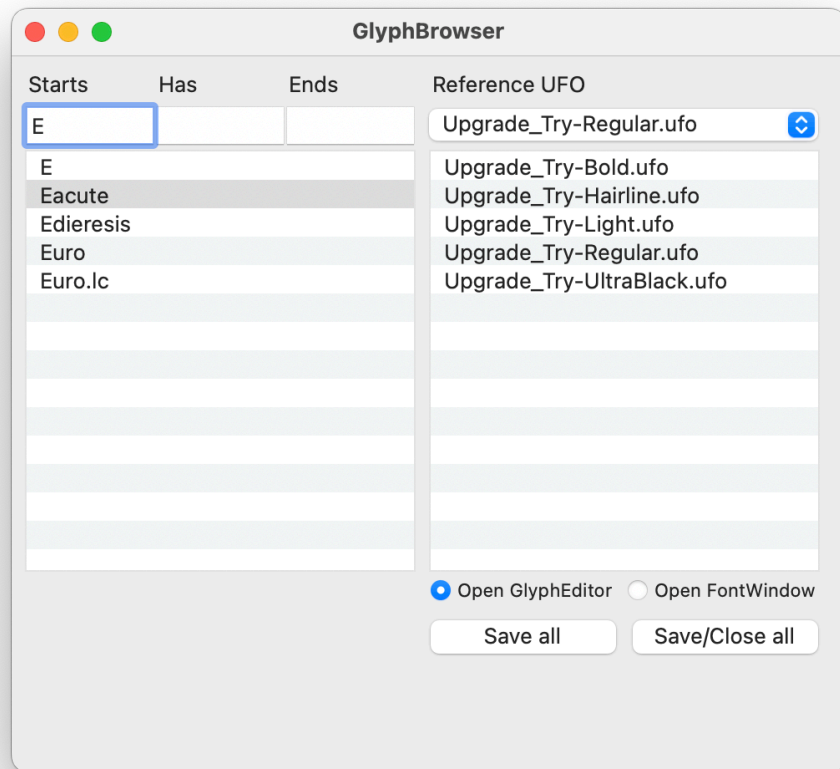 GlyphBrowser
Starts Has Ends Reference UFO
E Upgrade_Try-Regular.ufo
E Upgrade_Try-Bold.ufo
Eacute Upgrade_Try-Hairline.ufo
Edieresis Upgrade_Try-Light.ufo
Euro Upgrade_Try-Regular.ufo
Euro.lc Upgrade_Try-UltraBlack.ufo
Open GlyphEditor Open FontWindow
Save all Save/Close all